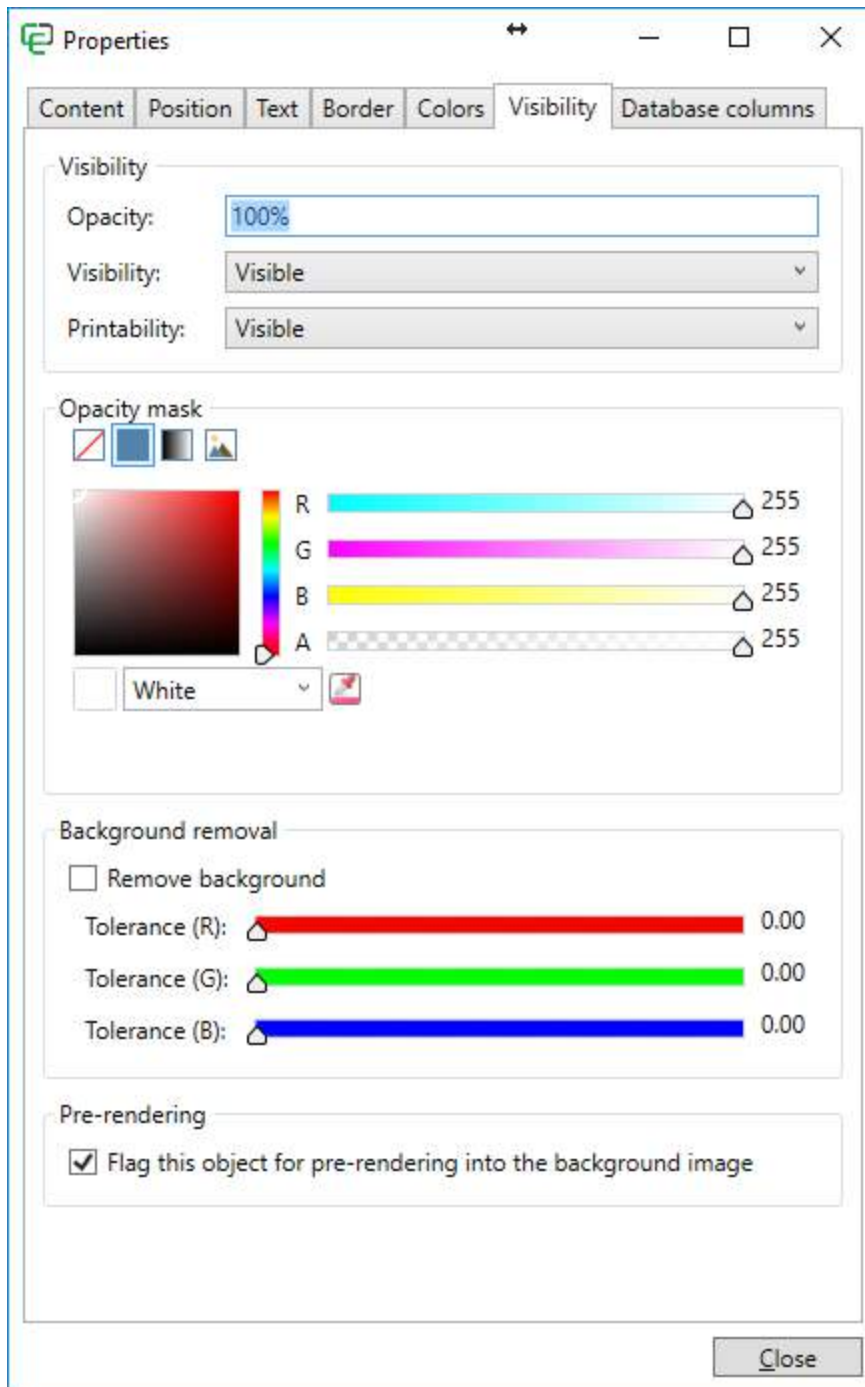 Properties
Content Position Text Border Colors Visibility Database columns
Visibility
Opacity: 100%
Visibility: Visible
Printability: Visible
Opacity mask
R 255
G 255
B 255
A 255
White
Background removal
Remove background
Tolerance (R): 0.00
Tolerance (G): 0.00
Tolerance (B): 0.00
Pre-rendering
Flag this object for pre-rendering into the background image
Close